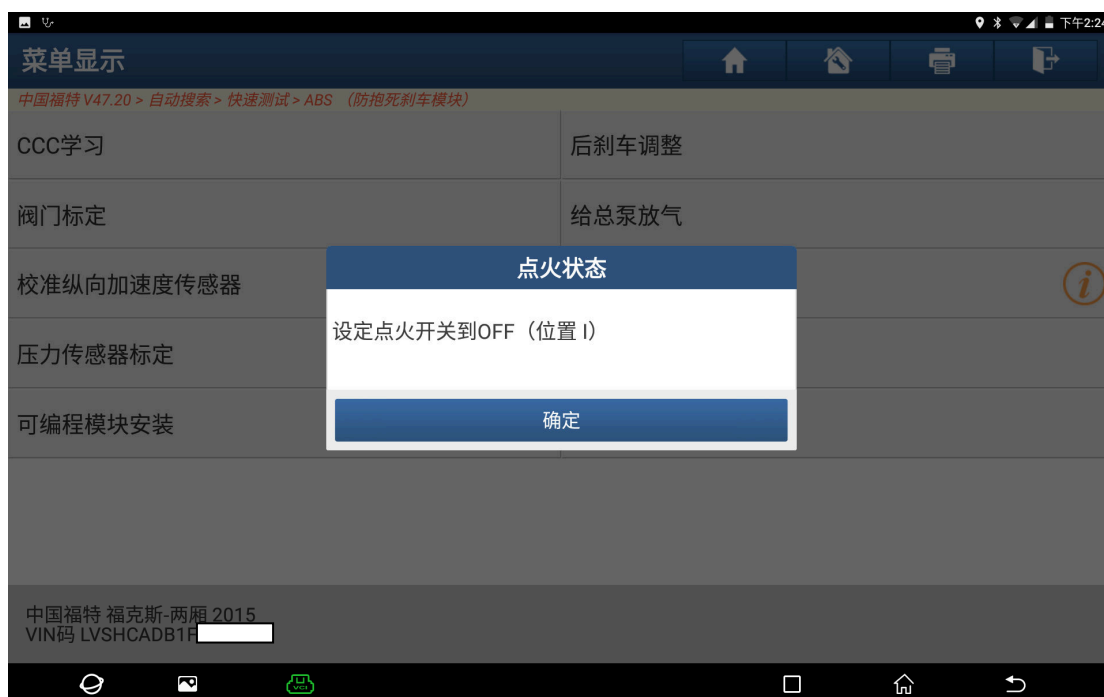 下午2:24
菜单显示
中国福特 V47.20 > 自动搜索 > 快速测试 > ABS （防抱死刹车模块）
CCC学习
后刹车调整
阀门标定
给总泵放气
校准纵向加速度传感器
压力传感器标定
可编程模块安装
点火状态
设定点火开关到OFF（位置 I）
确定
中国福特 福克斯-两厢 2015
VIN码 LVSHCADB1F
VCI